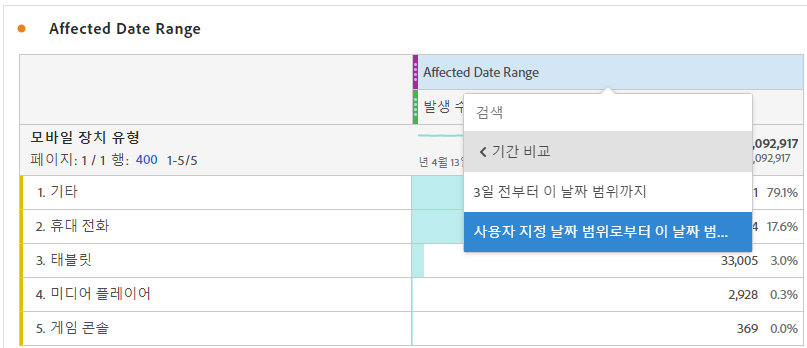 Affected Date Range
Affected Date Range
발생 수
검색
모바일 장치 유형
,092,917
기간 비교
페이지: 1 / 1 행: 400 1-5/5
년 4월 13일
,092,917
1. 기타
3일 전부터 이 날짜 범위까지
1 79.1%
2. 휴대 전화
사용자 지정 날짜 범위로부터 이 날짜 범...
4 17.6%
3. 태블릿
33,005 3.0%
4. 미디어 플레이어
2,928 0.3%
5. 게임 콘솔
369 0.0%